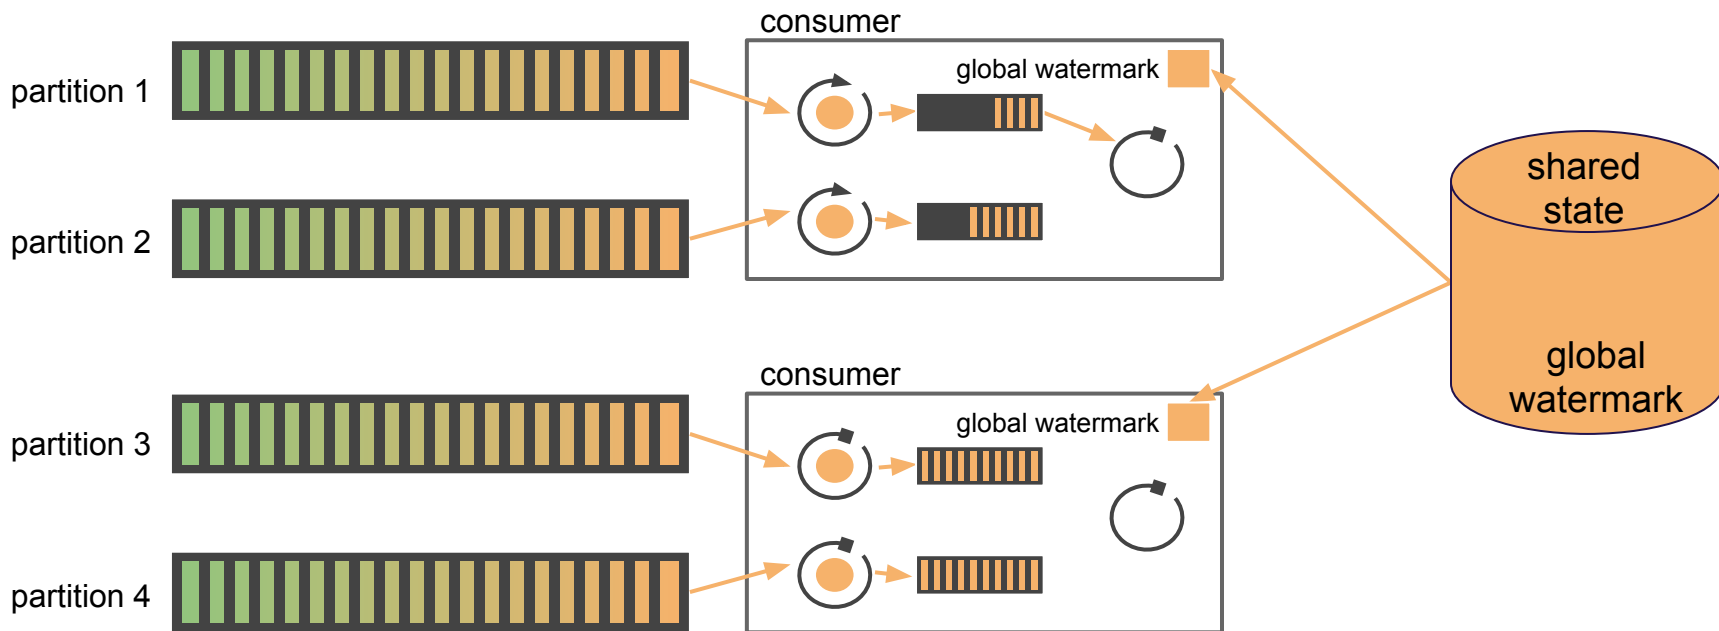 consumer
global watermark
partition 1
partition 2
shared
state
global
watermark
consumer
global watermark
partition 3
partition 4